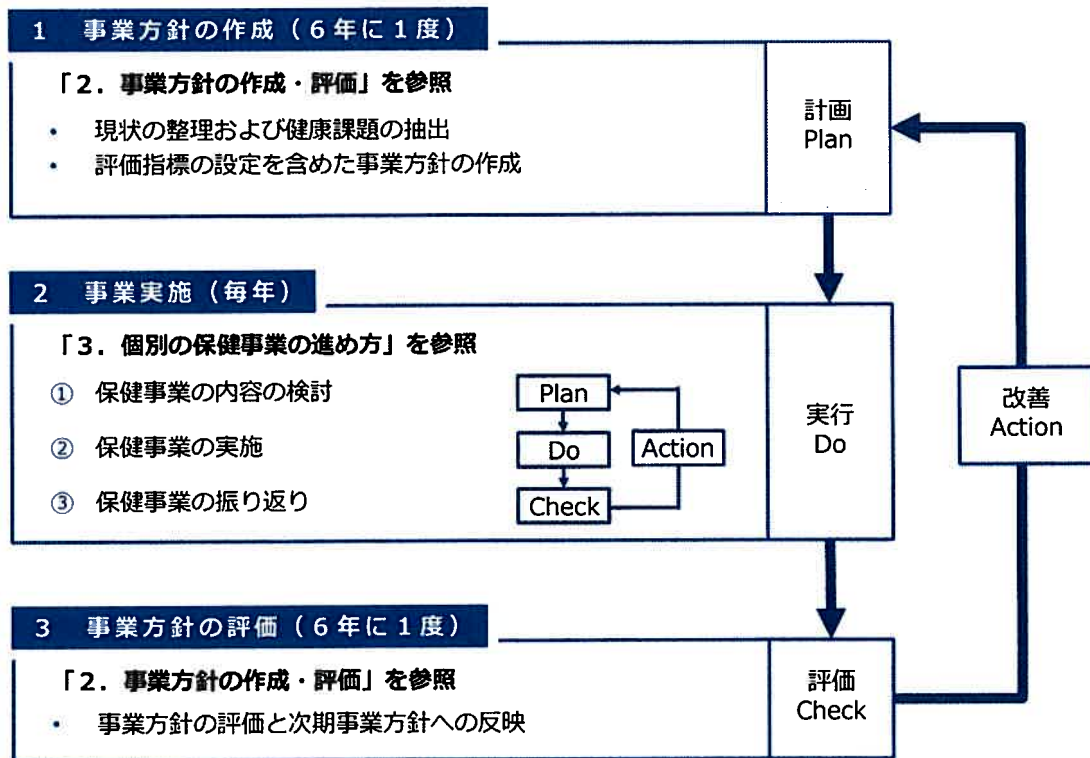 1 事業方針の作成（6年に1度）
「2．事業方針の作成・評価」を参照
・ 現状の整理および健康課題の抽出
・ 評価指標の設定を含めた事業方針の作成
計画
Plan
2 事業実施（毎年）
「3．個別の保健事業の進め方」を参照
① 保健事業の内容の検討
② 保健事業の実施
③ 保健事業の振り返り
Plan
Do
Check
Action
実行
Do
改善
Action
3 事業方針の評価（6年に1度）
「2．事業方針の作成・評価」を参照
・ 事業方針の評価と次期事業方針への反映
評価
Check